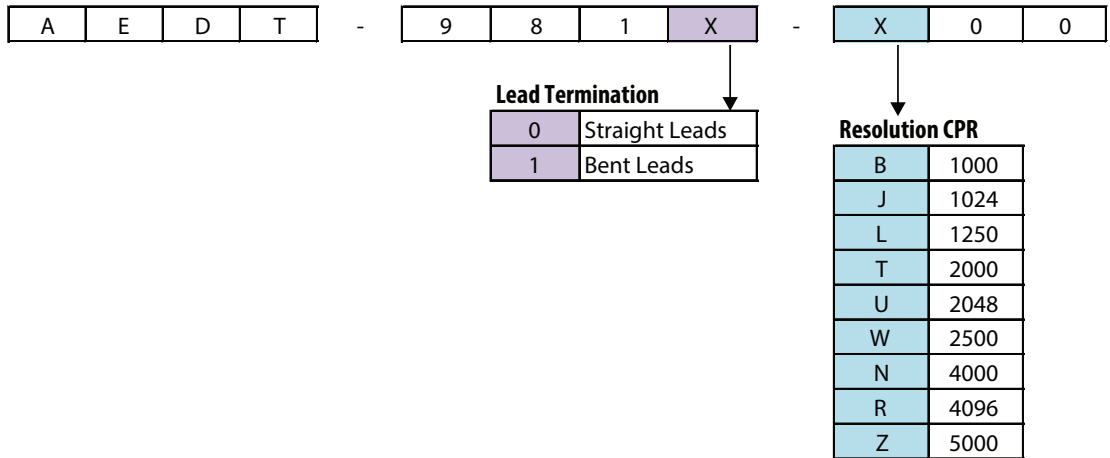 A E D T - 9 8 1 X - X 0 0
Lead Termination
0 Straight Leads
1 Bent Leads
Resolution CPR
B 1000
J 1024
L 1250
T 2000
U 2048
W 2500
N 4000
R 4096
Z 5000